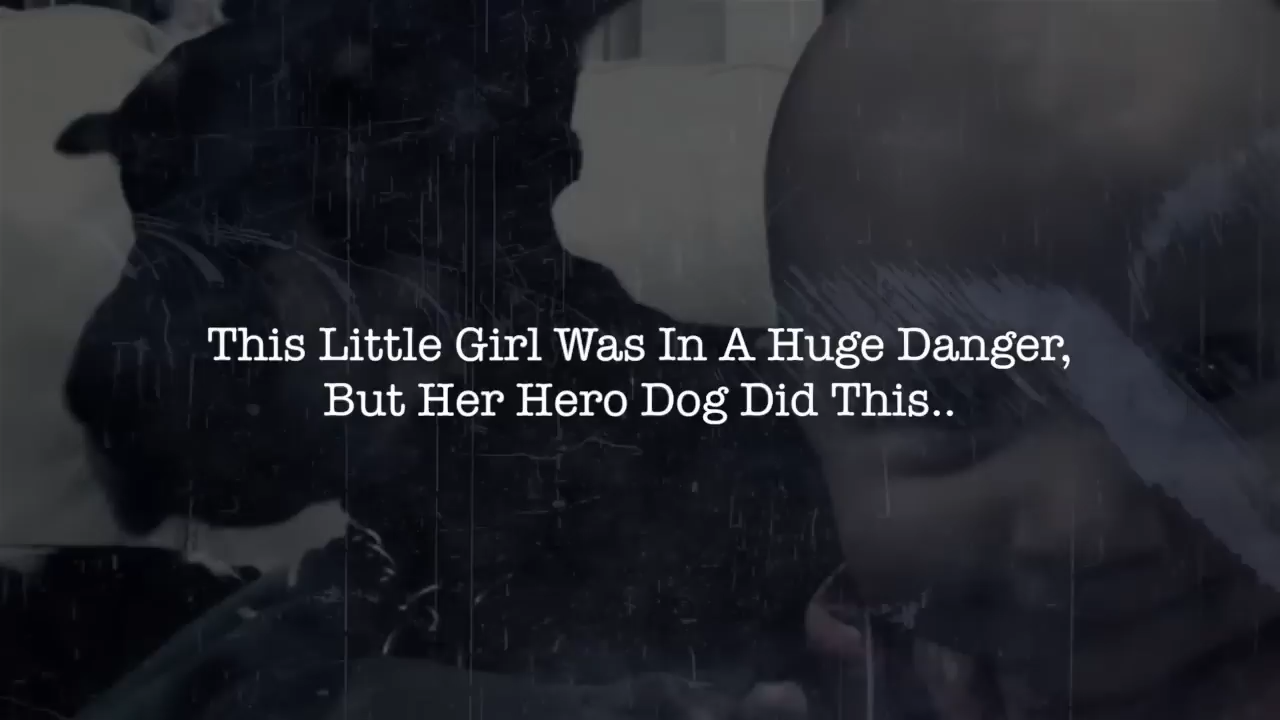 This Little Girl Was In A Huge Danger,
But Her Hero Dog Did This..